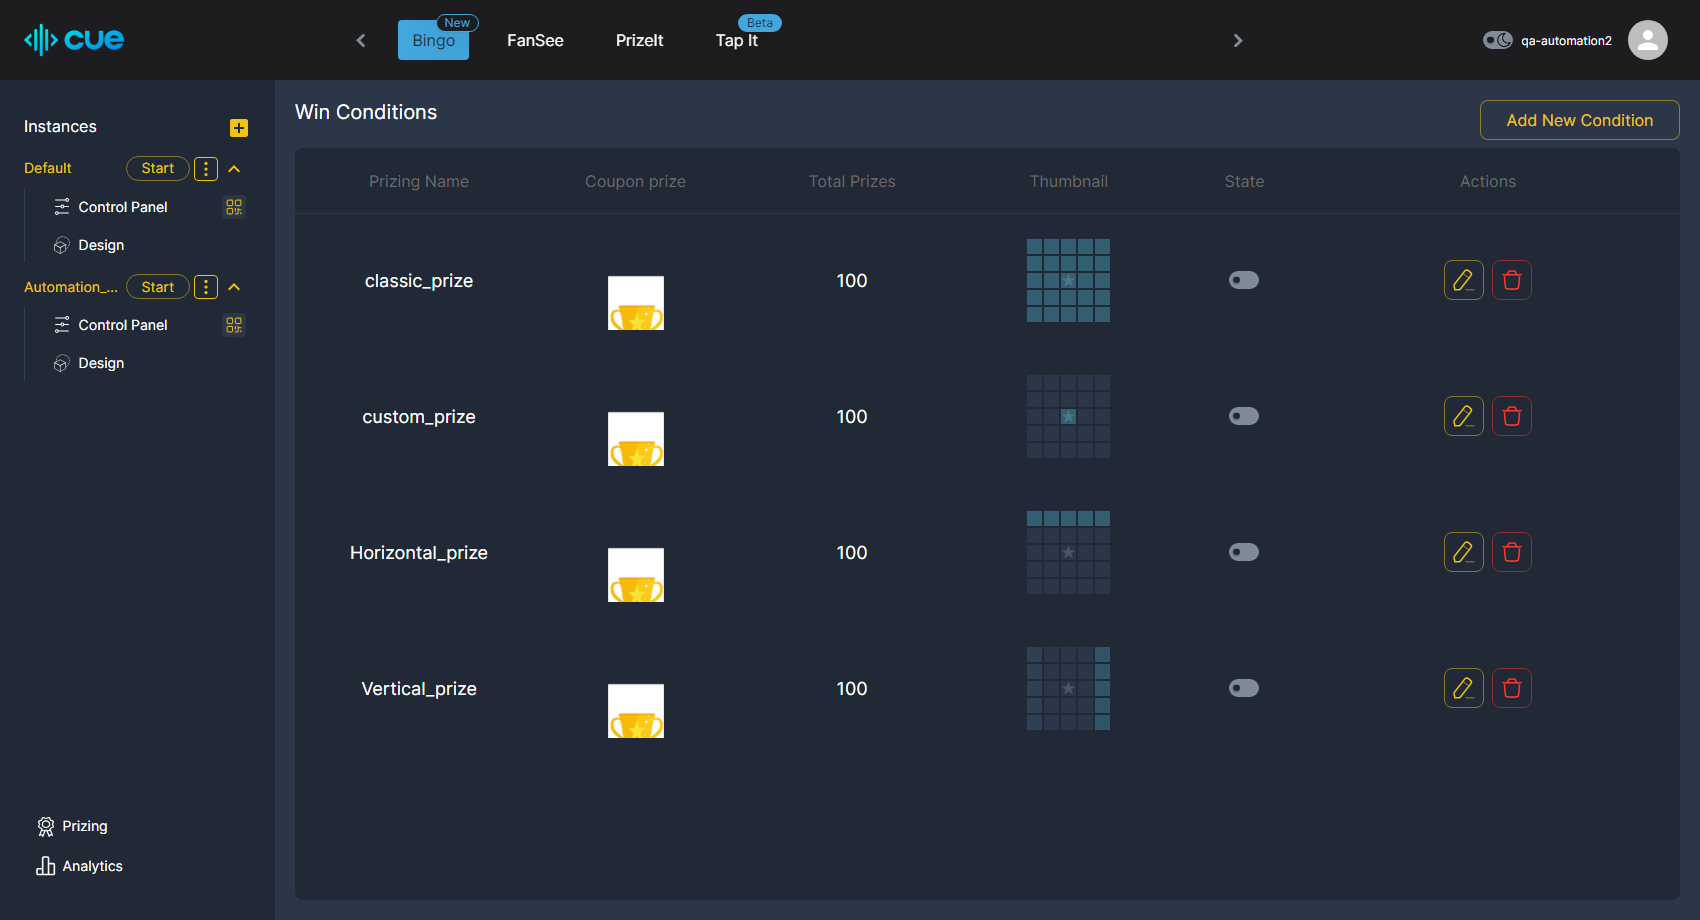 cue
Bingo
New
FanSee
PrizeIt
Tap It
Beta
qa-automation2
Instances
Default
Start
Control Panel
Design
Automation_...
Start
Control Panel
Design
Prizing
Analytics
Win Conditions
Add New Condition
Prizing Name Coupon prize Total Prizes Thumbnail State Actions
classic_prize 100
custom_prize 100
Horizontal_prize 100
Vertical_prize 100